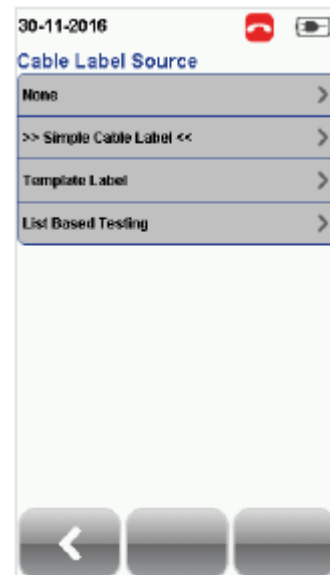 30-11-2016
Cable Label Source
None
>> Simple Cable Label <<
Template Label
List Based Testing